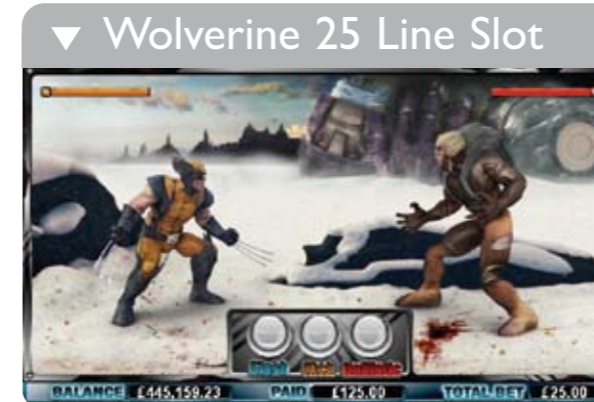 ▼ Wolverine 25 Line Slot
BALANCE £445,159.23 PAID £125.00 TOTAL BET £25.00